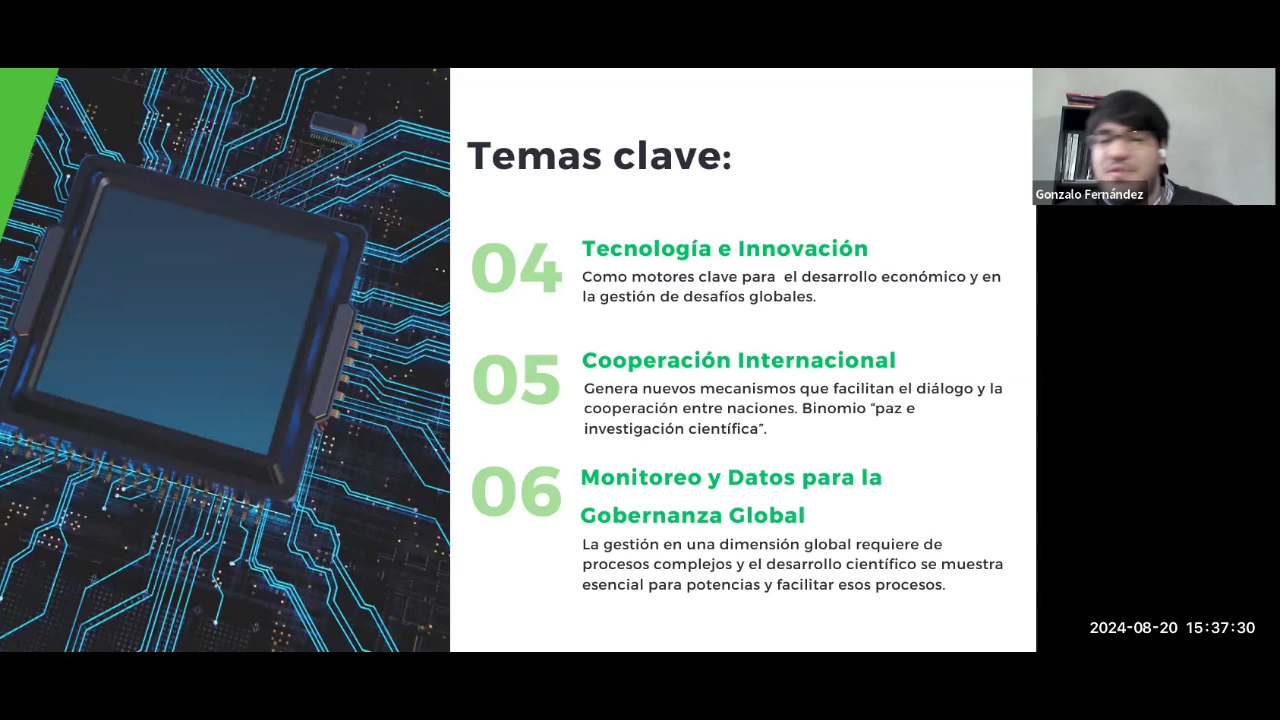 Temas clave:
04
Tecnología e Innovación
Como motores clave para el desarrollo económico y en
la gestión de desafíos globales.
05
Cooperación Internacional
Genera nuevos mecanismos que facilitan el diálogo y la
cooperación entre naciones. Binomio “paz e
investigación científica”.
06
Monitoreo y Datos para la
Gobernanza Global
La gestión en una dimensión global requiere de
procesos complejos y el desarrollo científico se muestra
esencial para potencias y facilitar esos procesos.
Gonzalo Fernández
2024-08-20 15:37:30